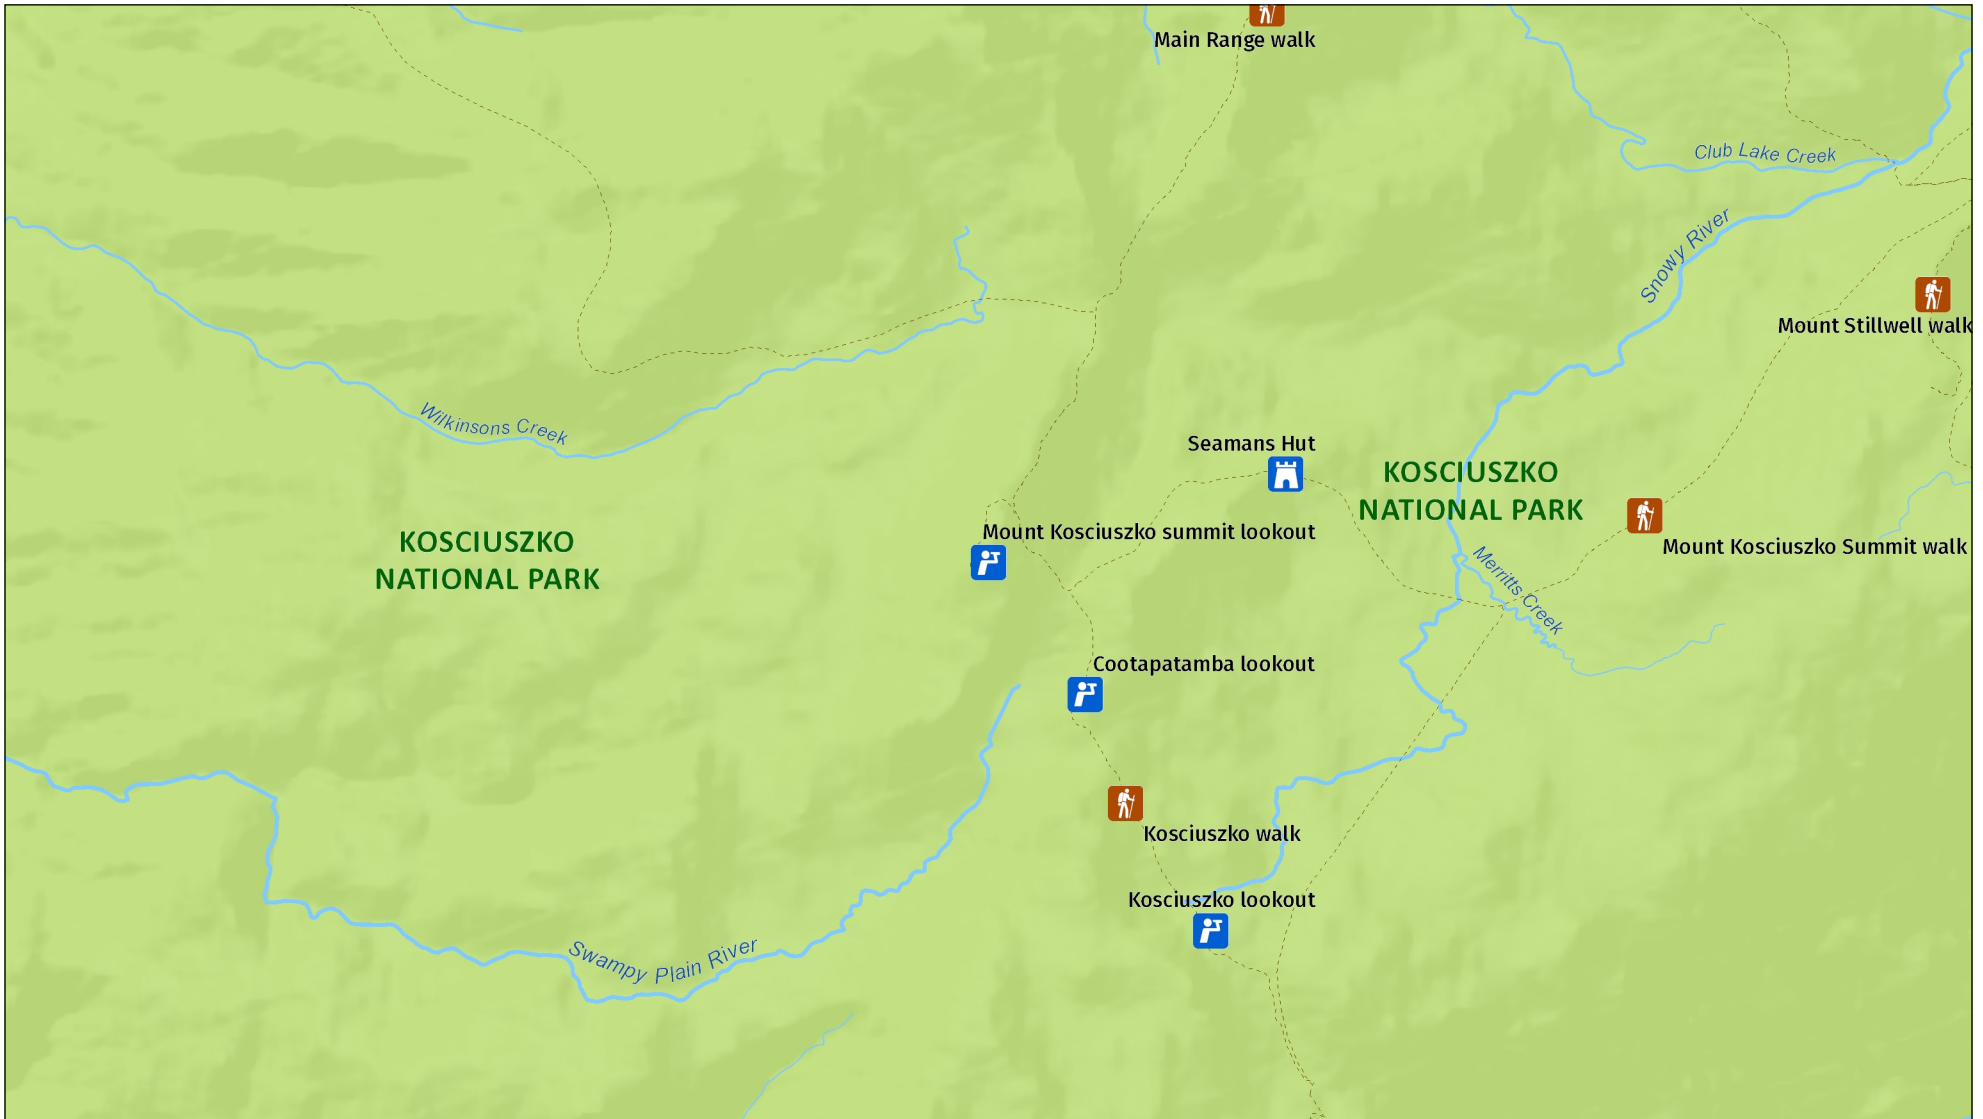 Main Range walk
Club Lake Creek
Snowy River
Mount Stillwell walk
Wilkinsons Creek
Seamans Hut
KOSCIUSZKO
NATIONAL PARK
Mount Kosciuszko summit lookout
KOSCIUSZKO
NATIONAL PARK
Mount Kosciuszko Summit walk
Merritts Creek
Cootapatamba lookout
Kosciuszko walk
Kosciuszko lookout
Swampy Plain River